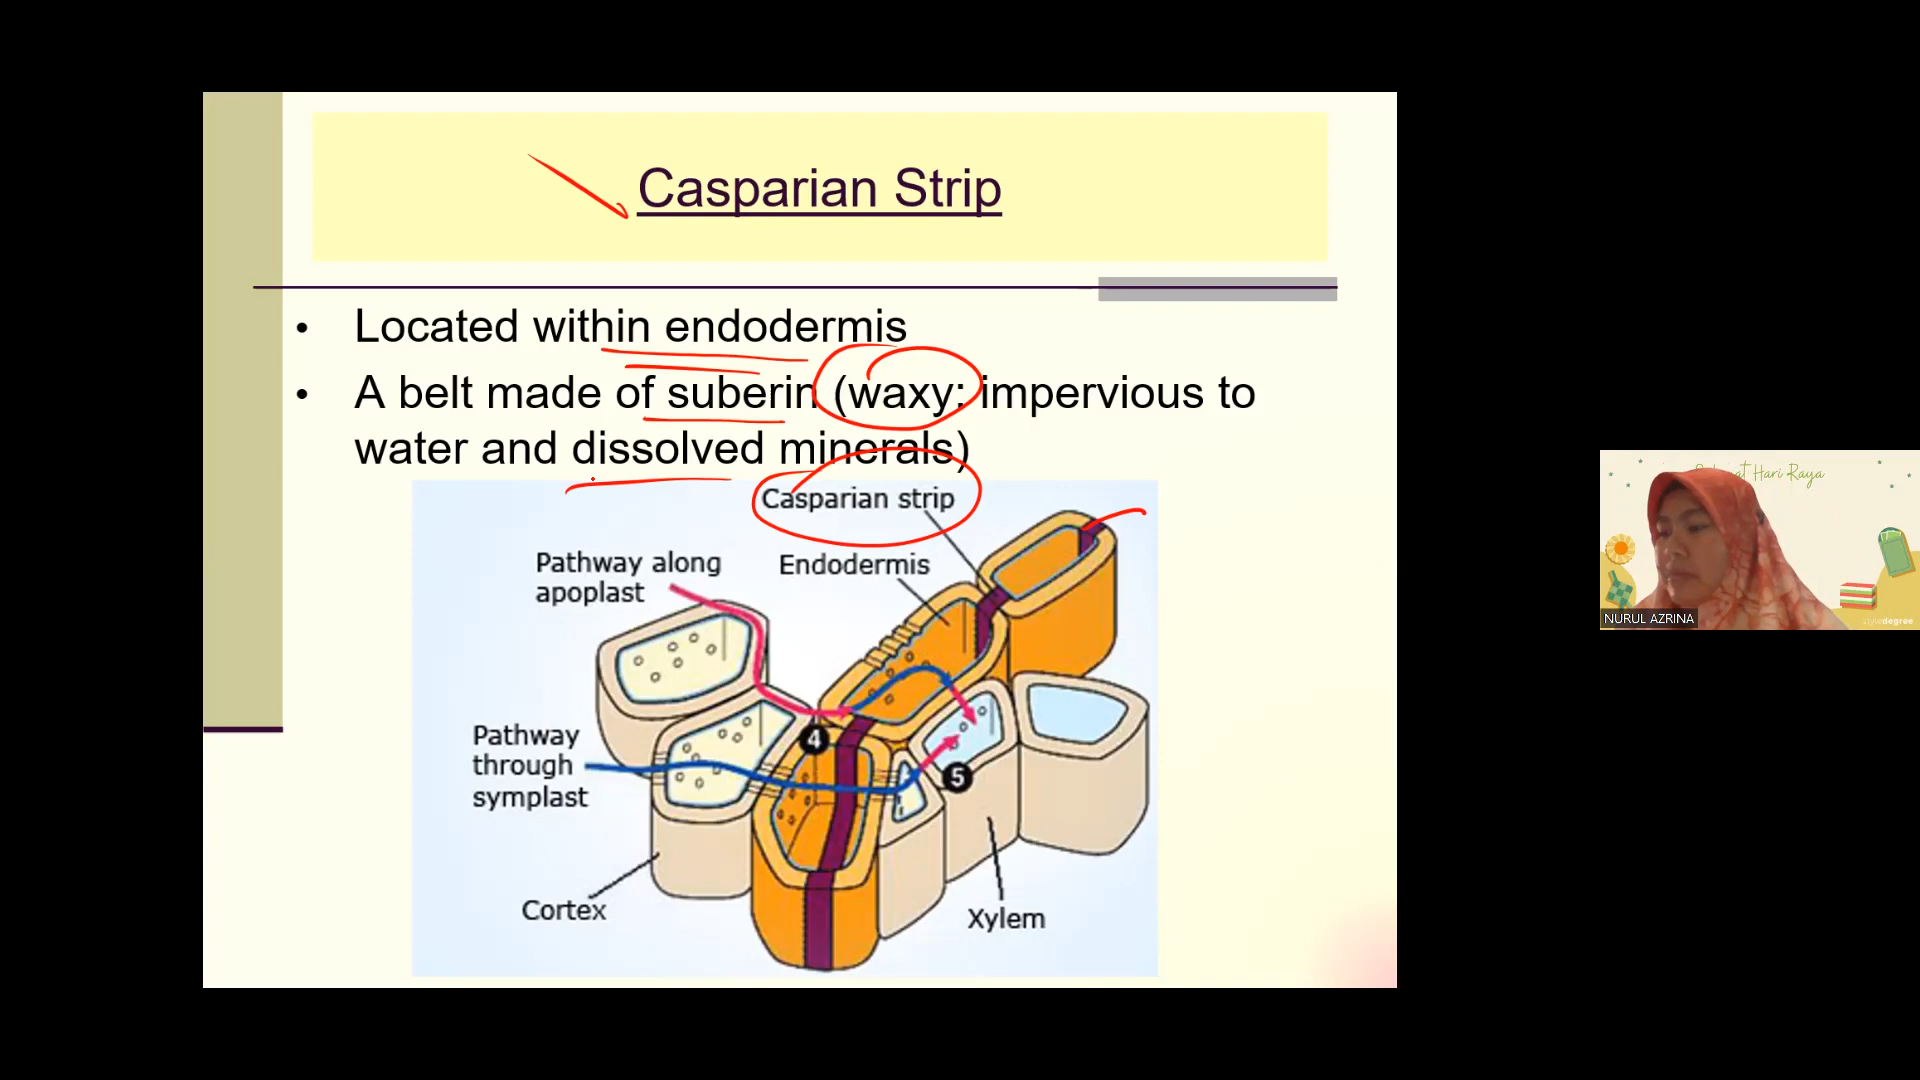 Casparian Strip
• Located within endodermis
• A belt made of suberin (waxy; impervious to
water and dissolved minerals)
Casparian strip
Pathway along
apoplast
Endodermis
4
Pathway
through
symplast
5
Cortex
Xylem
Hari Raya
NURUL AZRINA
styledegree